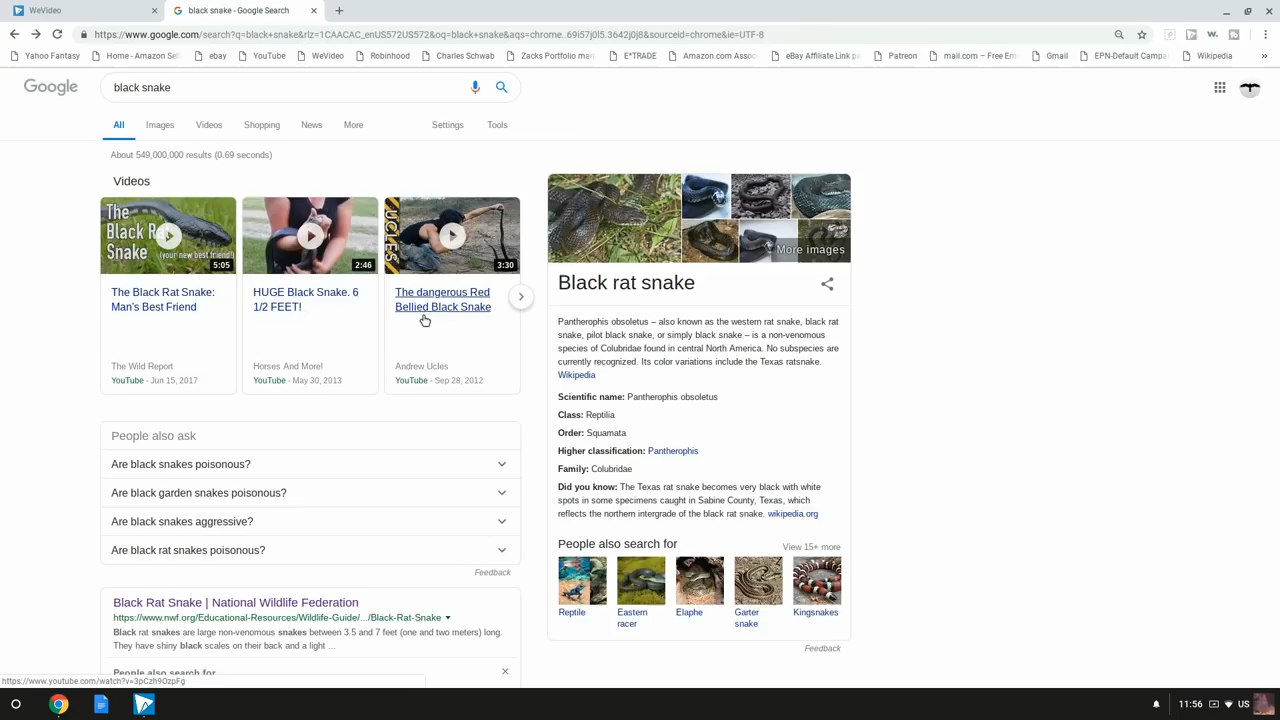 WeVideo
black snake - Google Search
https://www.google.com/search?q=black+snake&rlz=1CAACAC_enUS572US572&oq=black+snake&aqs=chrome..69i57j0l5.3642j0j8&sourceid=chrome&ie=UTF-8
Yahoo Fantasy
Home - Amazon Sel
ebay
YouTube
WeVideo
Robinhood
Charles Schwab
Zacks Portfolio man
E*TRADE
Amazon.com Assoc
eBay Affiliate Link p
Patreon
mail.com – Free Em
Gmail
EPN-Default Campa
Wikipedia
»
Google
black snake
All
Images
Videos
Shopping
News
More
Settings
Tools
About 549,000,000 results (0.69 seconds)
Videos
The
Black Rat
Snake
(your new best friend!)
5:05
The Black Rat Snake:
Man's Best Friend
The Wild Report
YouTube - Jun 15, 2017
2:46
HUGE Black Snake. 6
1/2 FEET!
Horses And More!
YouTube - May 30, 2013
UCLES
3:30
The dangerous Red
Bellied Black Snake
Andrew Ucles
YouTube - Sep 28, 2012
People also ask
Are black snakes poisonous?
Are black garden snakes poisonous?
Are black snakes aggressive?
Are black rat snakes poisonous?
Feedback
Black Rat Snake | National Wildlife Federation
https://www.nwf.org/Educational-Resources/Wildlife-Guide/.../Black-Rat-Snake
Black rat snakes are large non-venomous snakes between 3.5 and 7 feet (one and two meters) long.
They have shiny black scales on their back and a light ...
People also search for
https://www.youtube.com/watch?v=3pCzh9OzpFg
More images
Black rat snake
Pantherophis obsoletus – also known as the western rat snake, black rat
snake, pilot black snake, or simply black snake – is a non-venomous
species of Colubridae found in central North America. No subspecies are
currently recognized. Its color variations include the Texas ratsnake.
Wikipedia
Scientific name: Pantherophis obsoletus
Class: Reptilia
Order: Squamata
Higher classification: Pantherophis
Family: Colubridae
Did you know: The Texas rat snake becomes very black with white
spots in some specimens caught in Sabine County, Texas, which
reflects the northern intergrade of the black rat snake. wikipedia.org
People also search for
View 15+ more
Reptile
Eastern
racer
Elaphe
Garter
snake
Kingsnakes
Feedback
11:56
US